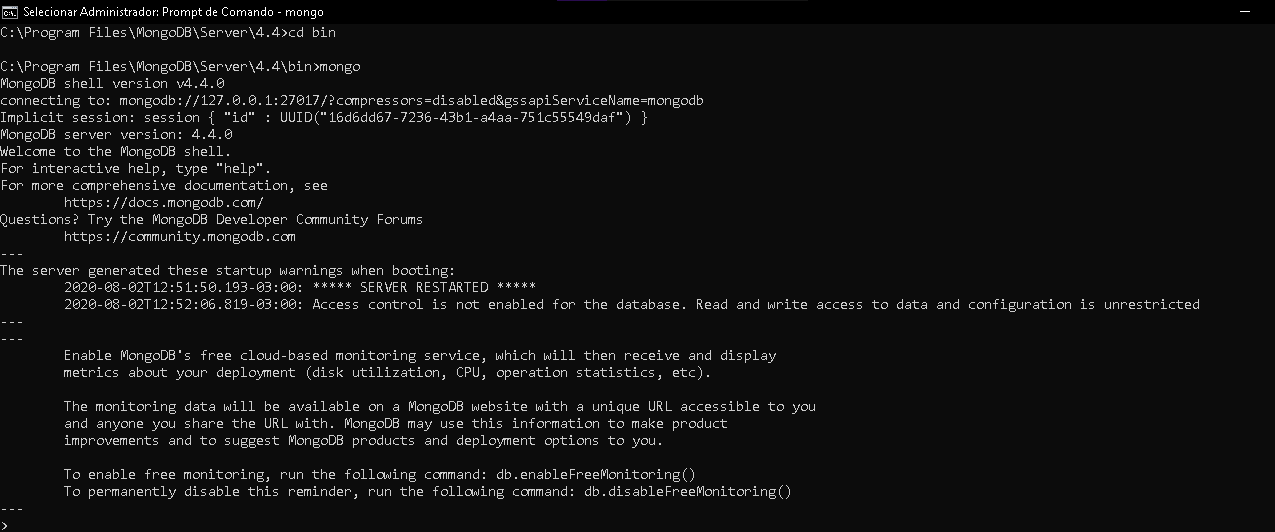 Selecionar Administrador: Prompt de Comando - mongo
C:\Program Files\MongoDB\Server\4.4>cd bin
C:\Program Files\MongoDB\Server\4.4\bin>mongo
MongoDB shell version v4.4.0
connecting to: mongodb://127.0.0.1:27017/?compressors=disabled&gssapiServiceName=mongodb
Implicit session: session { "id" : UUID("16d6dd67-7236-43b1-a4aa-751c55549daf") }
MongoDB server version: 4.4.0
Welcome to the MongoDB shell.
For interactive help, type "help".
For more comprehensive documentation, see
https://docs.mongodb.com/
Questions? Try the MongoDB Developer Community Forums
https://community.mongodb.com
---
The server generated these startup warnings when booting:
2020-08-02T12:51:50.193-03:00: ***** SERVER RESTARTED *****
2020-08-02T12:52:06.819-03:00: Access control is not enabled for the database. Read and write access to data and configuration is unrestricted
---
---
Enable MongoDB's free cloud-based monitoring service, which will then receive and display
metrics about your deployment (disk utilization, CPU, operation statistics, etc).
The monitoring data will be available on a MongoDB website with a unique URL accessible to you
and anyone you share the URL with. MongoDB may use this information to make product
improvements and to suggest MongoDB products and deployment options to you.
To enable free monitoring, run the following command: db.enableFreeMonitoring()
To permanently disable this reminder, run the following command: db.disableFreeMonitoring()
---
>